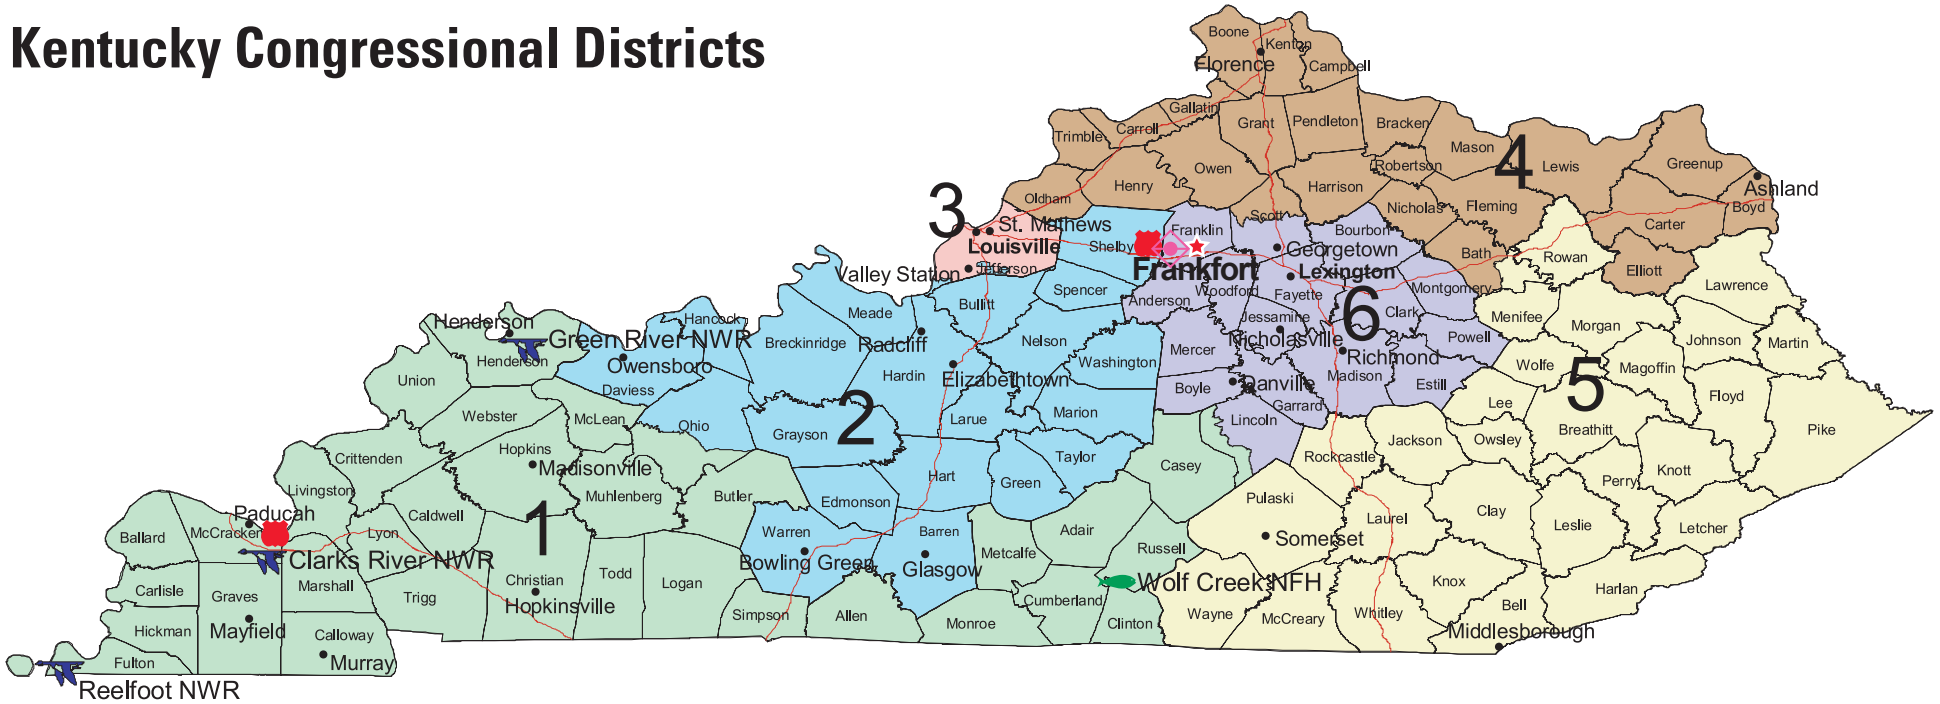 Kentucky Congressional Districts
Boone
Kenton
Florence
Campbell
Gallatin
Carroll
Trimble
Grant
Pendleton
Bracken
Mason
4
Lewis
Greenup
Robertson
Owen
Henry
Harrison
Oldham
Ashland
Boyd
Nicholas
Fleming
Carter
3
St. Mathews
Louisville
Jefferson
Valley Station
Shelby
Franklin
Frankfort
Scott
Georgetown
Bourbon
Lexington
Bath
Rowan
Elliott
Lawrence
Spencer
Bullitt
Anderson
Woodford
Fayette
6
Montgomery
Clark
Menifee
Morgan
Johnson
Martin
Henderson
Green River NWR
Henderson
Hancock
Owensboro
Daviess
Breckinridge
Meade
Radcliff
Hardin
Nelson
Elizabethtown
Washington
Mercer
Jessamine
Nicholasville
Richmond
Madison
Powell
Estill
Wolfe
Magoffin
5
Floyd
Pike
Union
Webster
McLean
Ohio
Grayson
2
Larue
Marion
Boyle
Danville
Garrard
Lincoln
Lee
Owsley
Breathitt
Jackson
Crittenden
Hopkins
Madisonville
Muhlenberg
Butler
Edmonson
Hart
Green
Taylor
Casey
Rockcastle
Pulaski
Perry
Knott
Livingston
Paducah
McCracken
Ballard
Lyon
Caldwell
1
Warren
Bowling Green
Barren
Glasgow
Metcalfe
Adair
Russell
Somerset
Laurel
Clay
Leslie
Letcher
Clarks River NWR
Carlisle
Graves
Marshall
Trigg
Christian
Hopkinsville
Todd
Logan
Simpson
Allen
Monroe
Cumberland
Wolf Creek NFH
Clinton
Wayne
McCreary
Whitley
Knox
Bell
Harlan
Middlesborough
Hickman
Mayfield
Calloway
Murray
Fulton
Reelfoot NWR